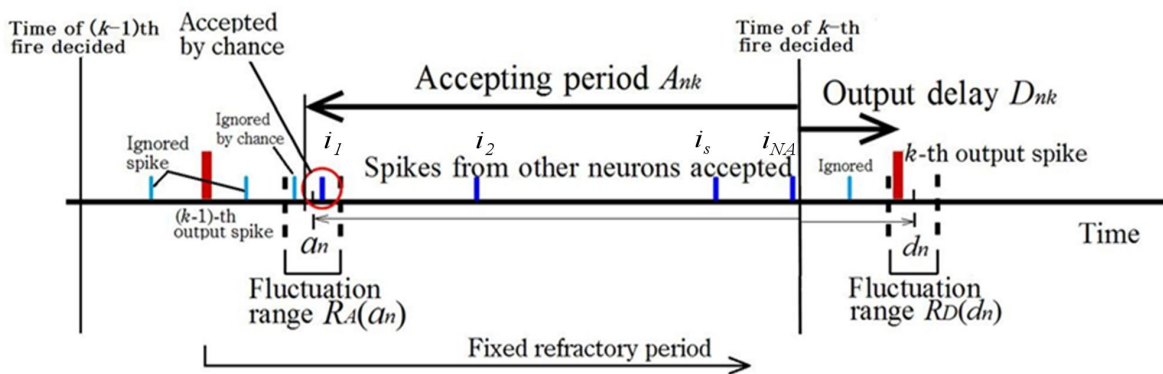 Time of (k-1)th
fire decided
Accepted
by chance
Time of k-th
fire decided
Accepting period Ank
Output delay Dnk
Ignored
spike
Ignored
by chance
i1
i2
is
iNA
Spikes from other neurons accepted
Ignored
k-th output spike
(k-1)-th
output spike
an
dn
Time
Fluctuation
range RA(an)
Fluctuation
range RD(dn)
Fixed refractory period